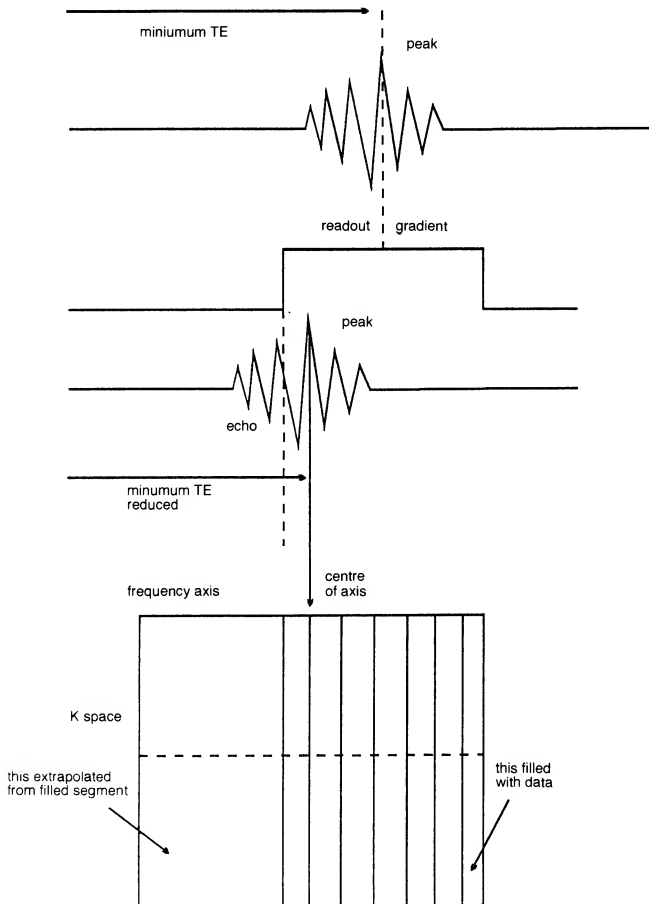 miniumum TE
peak
readout gradient
peak
echo
minumum TE
reduced
frequency axis
centre
of axis
K space
this extrapolated
from filled segment
this filled
with data